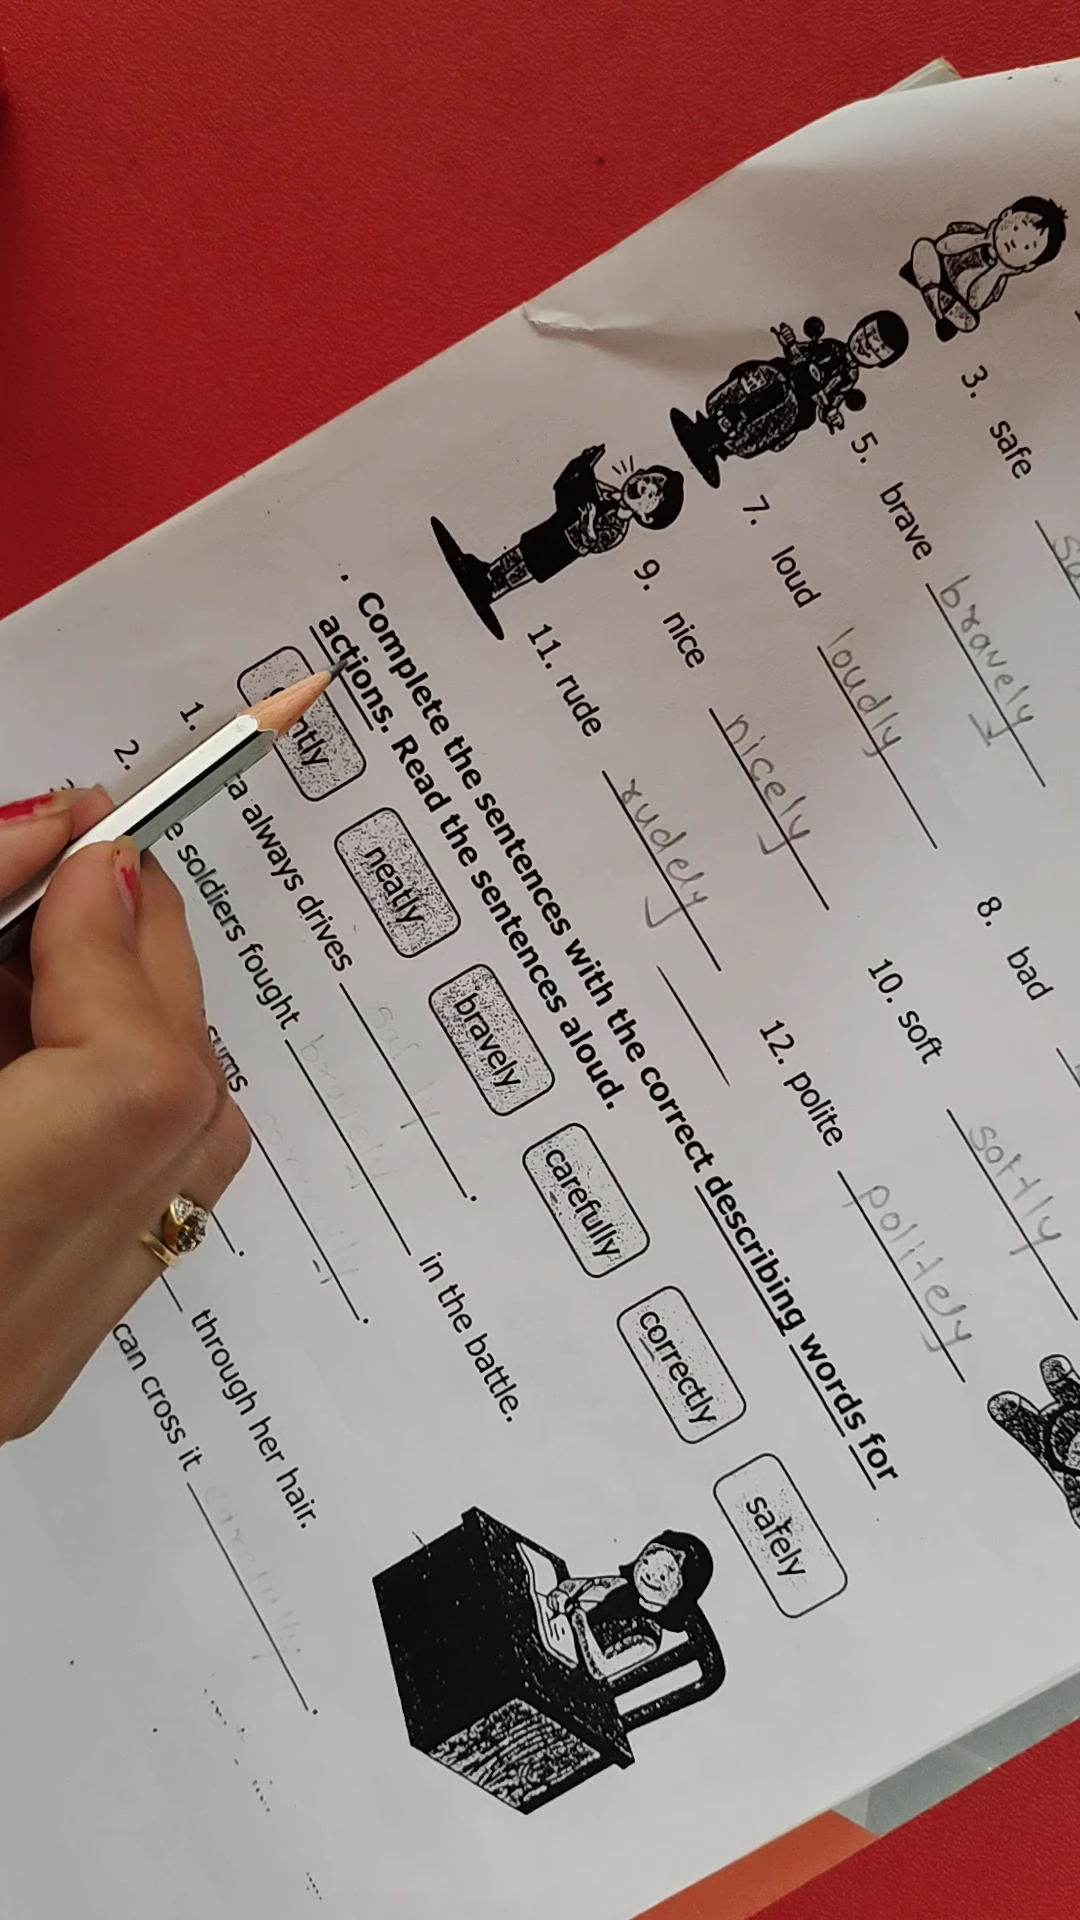 3. safe
5. brave bravely
7. loud loudly
8. bad
9. nice nicely
10. soft softly
11. rude rudely
12. polite politely
Complete the sentences with the correct describing words for
actions. Read the sentences aloud.
neatly bravely carefully correctly safely
1. always drives safely.
2. soldiers fought bravely in the battle.
sums correctly.
.
through her hair.
can cross it carefully.